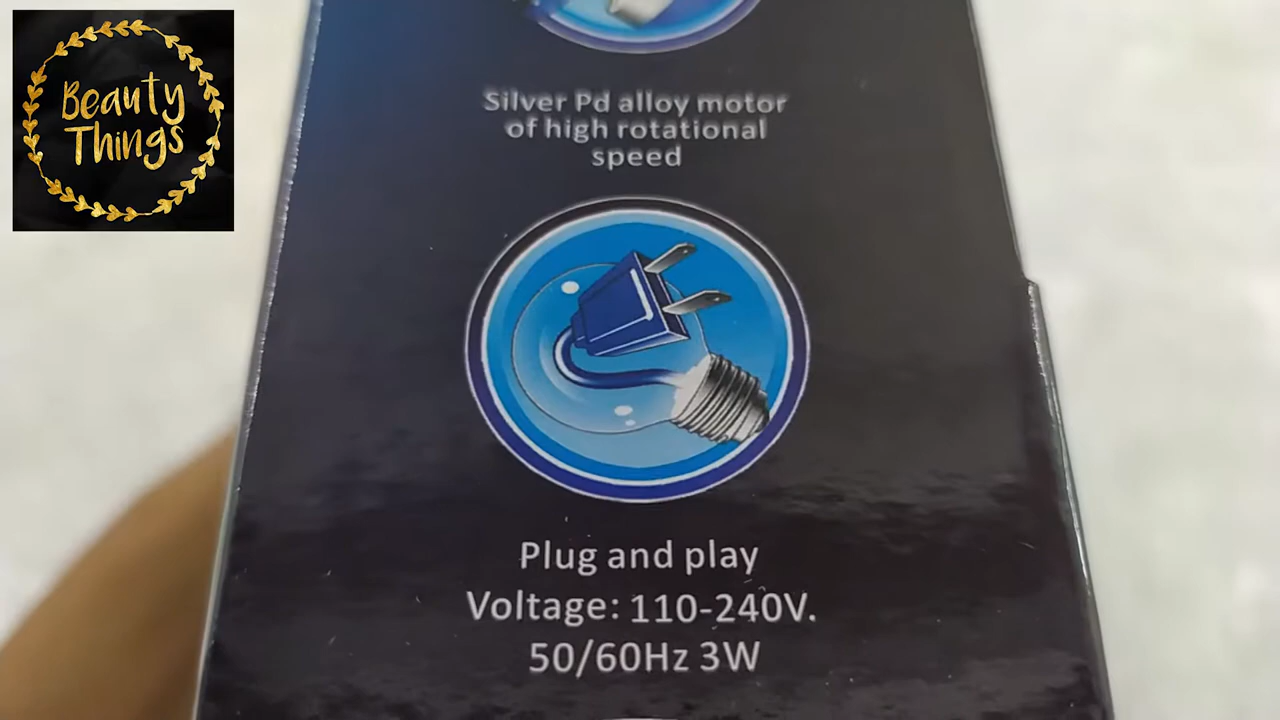 Beauty
Things
Silver Pd alloy motor
of high rotational
speed
Plug and play
Voltage: 110-240V.
50/60Hz 3W